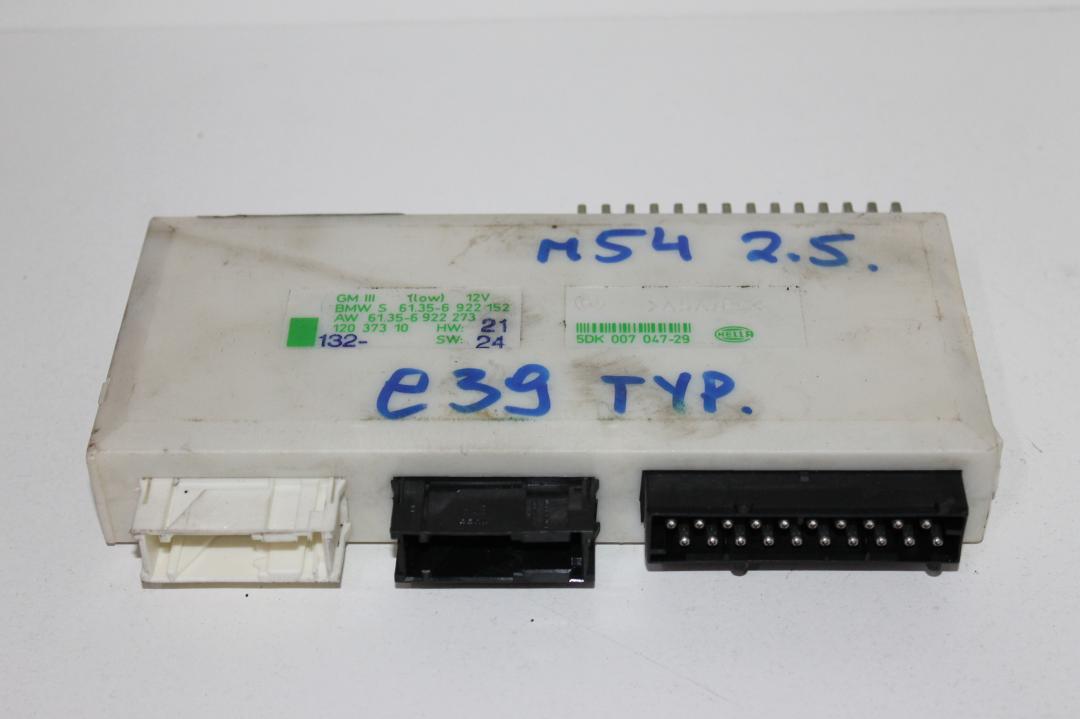 M54 2.5.
GM III (low) 12V
BMW S 61.35-6 922 152
AW 61.35-6 922 273
120 373 10 HW: 21
132- SW: 24
5DK 007 047-29
HELLA
e39 TYP.